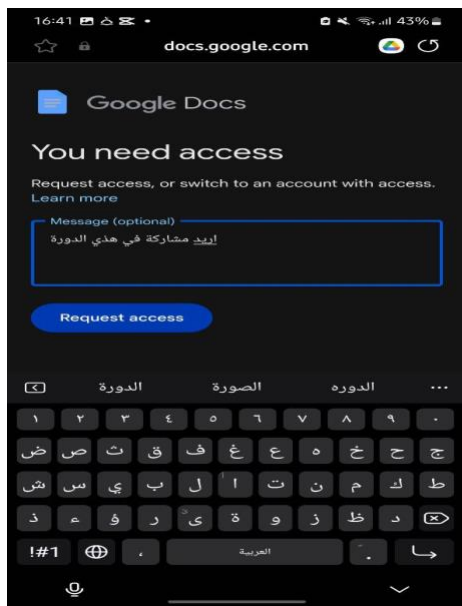 16:41
43%
docs.google.com
Google Docs
You need access
Request access, or switch to an account with access.
Learn more
Message (optional)
اريد مشاركة في هذي الدورة
Request access
الدورة الصورة الدوره ...
١ ٢ ٣ ٤ ٥ ٦ ٧ ٨ ٩ ٠
ض ص ث ق ف غ ع ه خ ح ج
ش س ي ب ل ا ت ن م ك ط
ذ ء ؤ ر ى ة و ز ظ د
!#1 ، العربية .